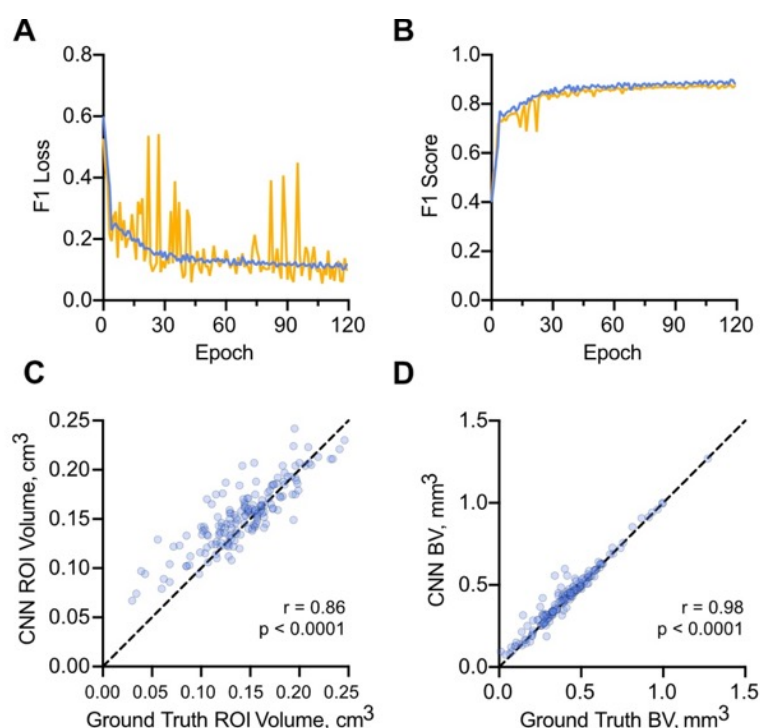 A
B
0.8
0.6
0.4
0.2
0.0
F1 Loss
0 30 60 90 120
Epoch
1.0
0.8
0.6
0.4
0.2
0.0
F1 Score
0 30 60 90 120
Epoch
C
D
0.25
0.20
0.15
0.10
0.05
0.00
CNN ROI Volume, cm³
r = 0.86
p < 0.0001
0.00 0.05 0.10 0.15 0.20 0.25
Ground Truth ROI Volume, cm³
1.5
1.0
0.5
0.0
CNN BV, mm³
r = 0.98
p < 0.0001
0.0 0.5 1.0 1.5
Ground Truth BV, mm³